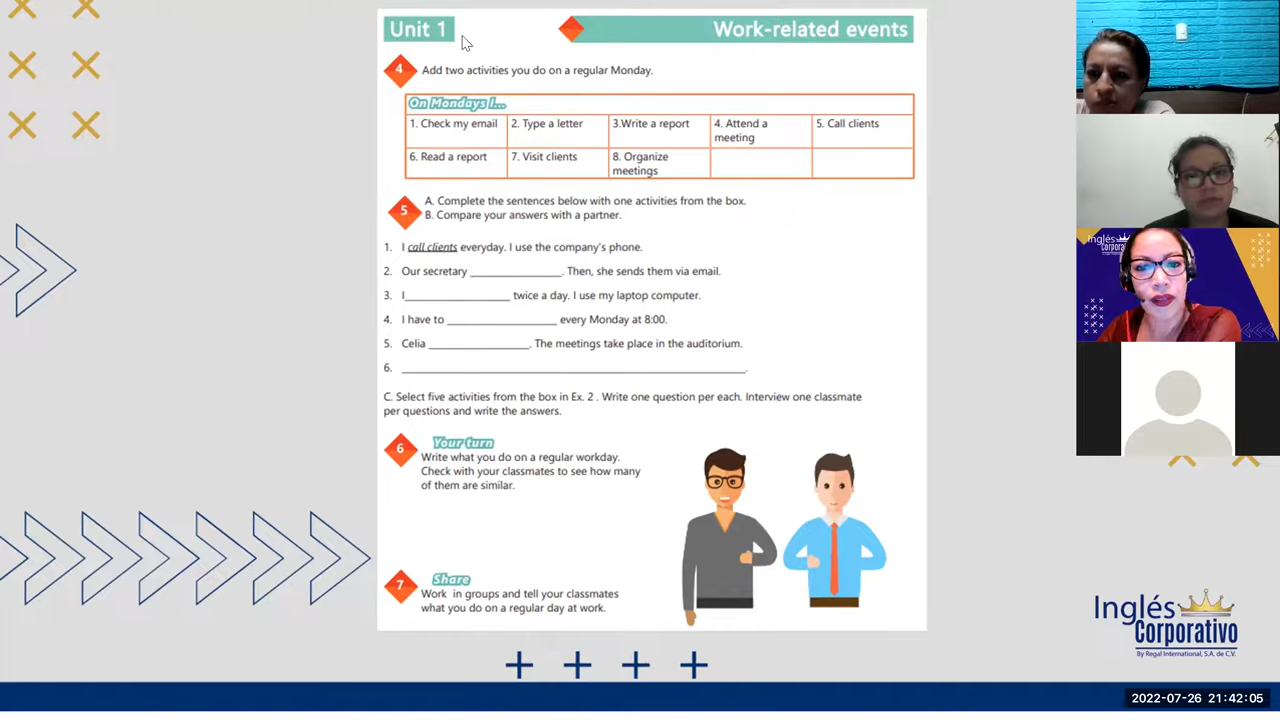 Unit 1
Work-related events
4
Add two activities you do on a regular Monday.
On Mondays I...
1. Check my email
2. Type a letter
3.Write a report
4. Attend a
meeting
5. Call clients
6. Read a report
7. Visit clients
8. Organize
meetings
5
A. Complete the sentences below with one activities from the box.
B. Compare your answers with a partner.
1. I call clients everyday. I use the company's phone.
2. Our secretary _______________. Then, she sends them via email.
3. I_________________ twice a day. I use my laptop computer.
4. I have to __________________ every Monday at 8:00.
5. Celia ________________. The meetings take place in the auditorium.
6. ________________________________________________________.
C. Select five activities from the box in Ex. 2 . Write one question per each. Interview one classmate
per questions and write the answers.
6
Your turn
Write what you do on a regular workday.
Check with your classmates to see how many
of them are similar.
7
Share
Work in groups and tell your classmates
what you do on a regular day at work.
Inglés
Corporativo
Inglés
Corporativo
By Regal International, S.A. de C.V.
2022-07-26 21:42:05